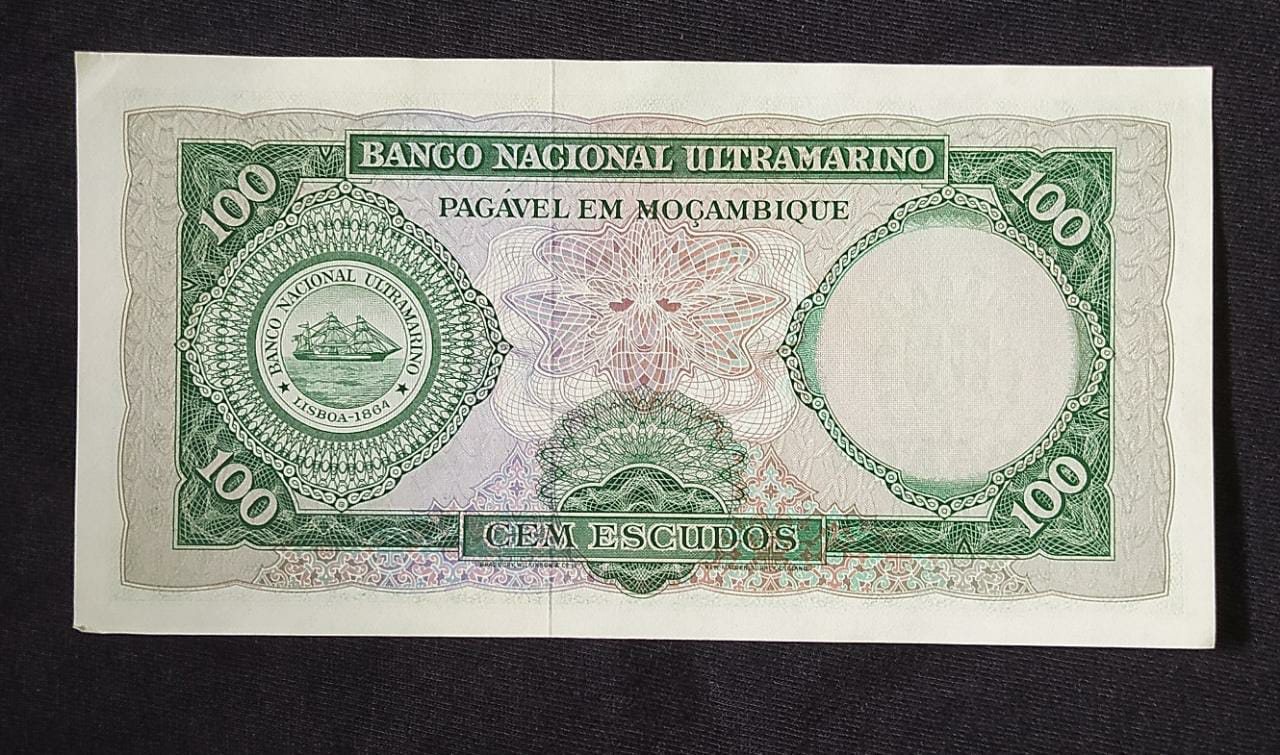 BANCO NACIONAL ULTRAMARINO
PAGÁVEL EM MOÇAMBIQUE
100
100
BANCO NACIONAL ULTRAMARINO
LISBOA-1864
100
100
CEM ESCUDOS